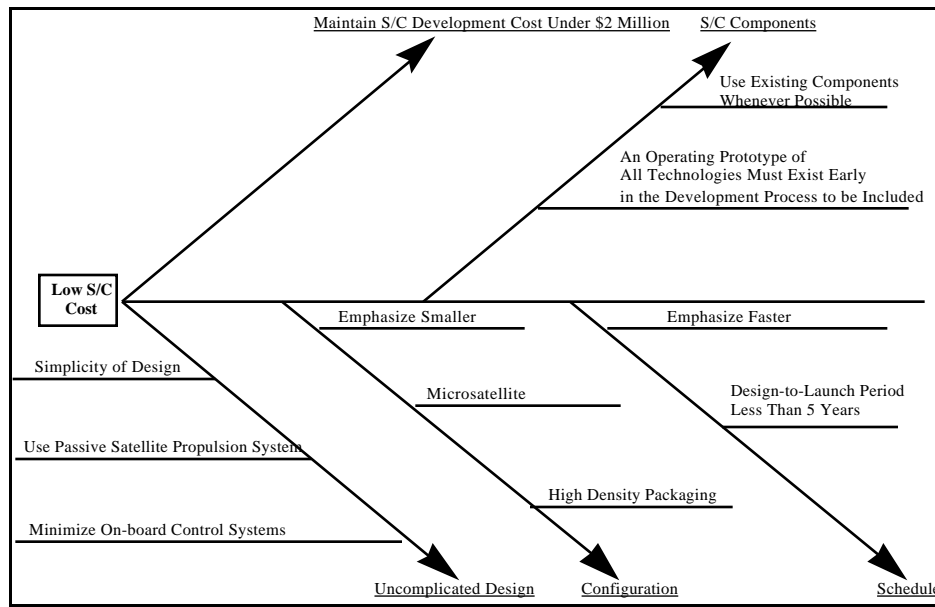 Maintain S/C Development Cost Under $2 Million
S/C Components
Use Existing Components
Whenever Possible
An Operating Prototype of
All Technologies Must Exist Early
in the Development Process to be Included
Low S/C
Cost
Emphasize Smaller
Emphasize Faster
Simplicity of Design
Microsatellite
Design-to-Launch Period
Less Than 5 Years
Use Passive Satellite Propulsion System
High Density Packaging
Minimize On-board Control Systems
Uncomplicated Design
Configuration
Schedule